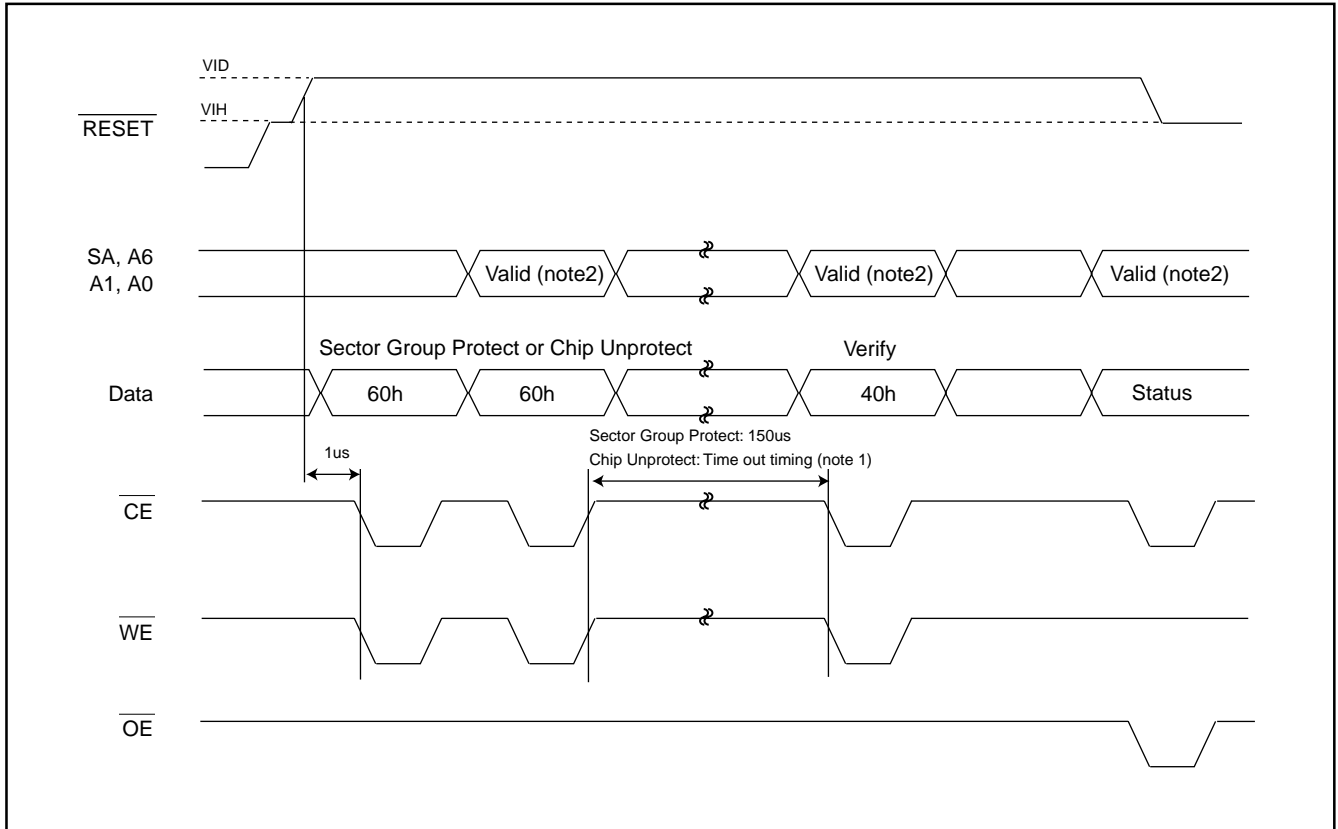 VID
VIH
RESET
SA, A6
A1, A0
Valid (note2)
Valid (note2)
Valid (note2)
Sector Group Protect or Chip Unprotect
Verify
Data
60h
60h
40h
Status
Sector Group Protect: 150us
Chip Unprotect: Time out timing (note 1)
1us
CE
WE
OE